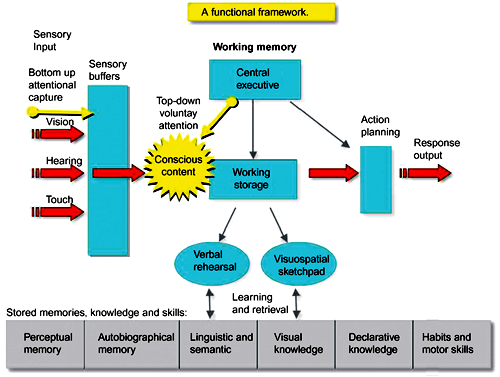 A functional framework.
Sensory
Input
Bottom up
attentional
capture
Vision
Hearing
Touch
Sensory
buffers
Working memory
Central
executive
Top-down
voluntay
attention
Conscious
content
Working
storage
Action
planning
Response
output
Verbal
rehearsal
Visuospatial
sketchpad
Learning
and retrieval
Stored memories, knowledge and skills:
Perceptual
memory
Autobiographical
memory
Linguistic and
semantic
Visual
knowledge
Declarative
knowledge
Habits and
motor skills